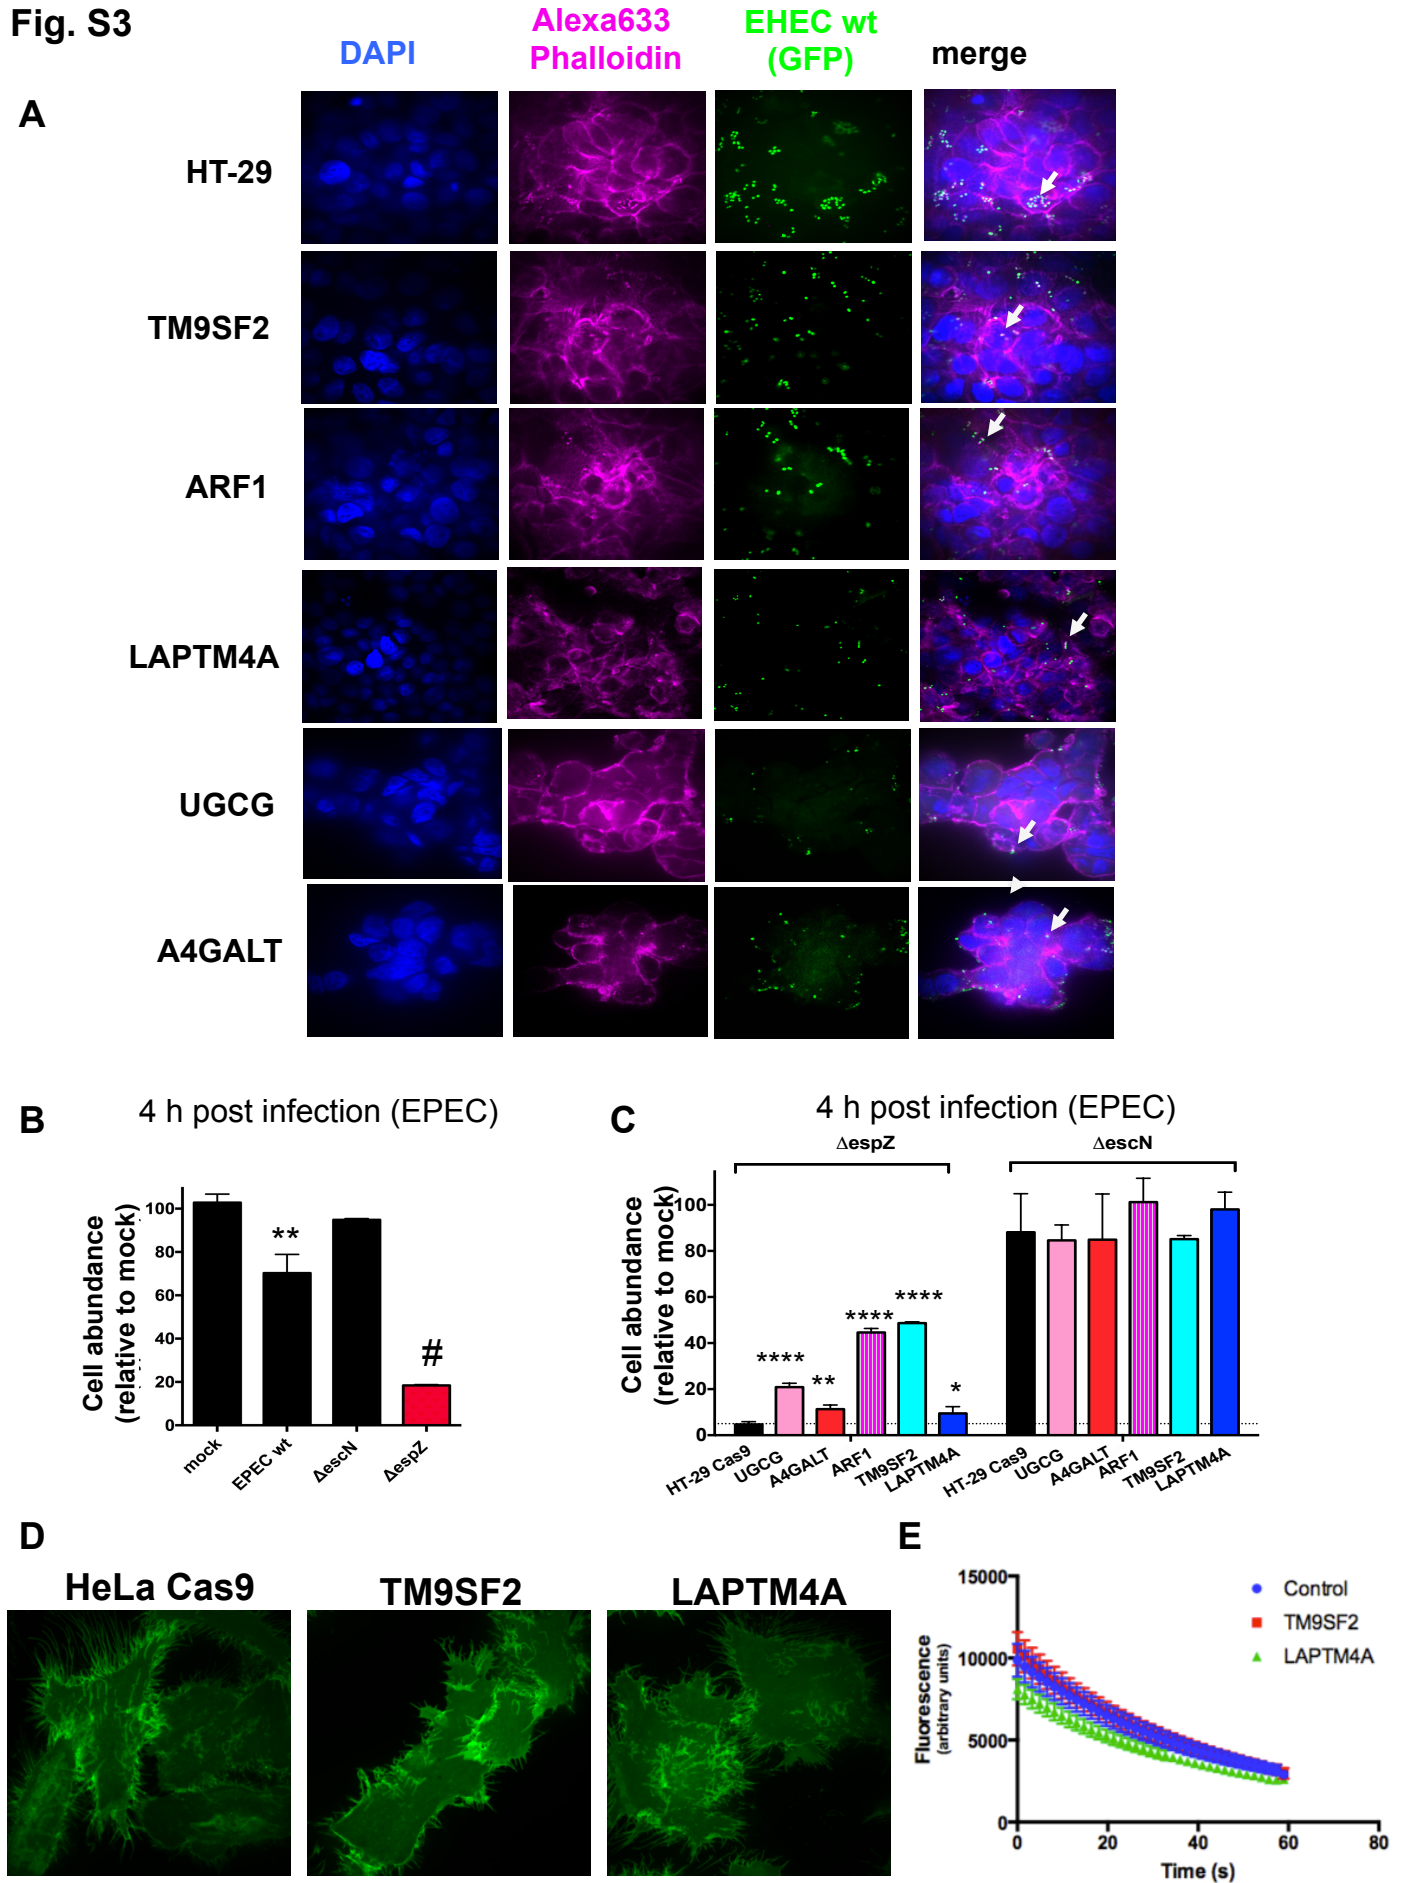 Fig. S3
DAPI
Alexa633
Phalloidin
EHEC wt
(GFP)
merge
A
HT-29
TM9SF2
ARF1
LAPTM4A
UGCG
A4GALT
B
4 h post infection (EPEC)
Cell abundance
(relative to mock)
100
80
60
40
20
0
**
#
mock
EPEC wt
ΔescN
ΔespZ
C
4 h post infection (EPEC)
ΔespZ
ΔescN
Cell abundance
(relative to mock)
100
80
60
40
20
0
****
**
****
****
*
HT-29 Cas9
UGCG
A4GALT
ARF1
TM9SF2
LAPTM4A
HT-29 Cas9
UGCG
A4GALT
ARF1
TM9SF2
LAPTM4A
D
HeLa Cas9
TM9SF2
LAPTM4A
E
Fluorescence
(arbitrary units)
15000
10000
5000
0
Control
TM9SF2
LAPTM4A
0
20
40
60
80
Time (s)